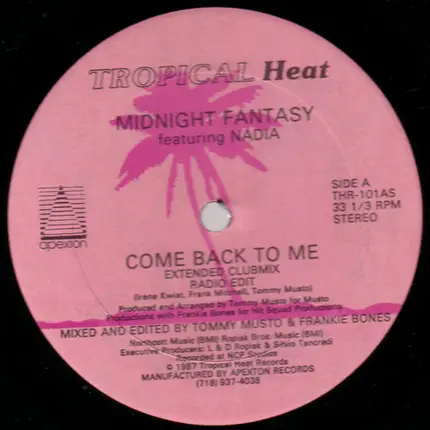 TROPICAL Heat
MIDNIGHT FANTASY
featuring NADIA
SIDE A
THR-101AS
33 1/3 RPM
STEREO
apexton
COME BACK TO ME
EXTENDED CLUBMIX
RADIO EDIT
(Irene Kwiat, Frank Mitchell, Tommy Musto)
Produced and Arranged by Tommy Musto for Musto
Productions with Frankie Bones for Hit Squad Productions
MIXED AND EDITED BY TOMMY MUSTO & FRANKIE BONES
Northcott Music (BMI) Ropiak Bros. Music (BMI)
Executive Producers: L & D Ropiak & Silvio Tancredi
Recorded at NCP Studios
© 1987 Tropical Heat Records
MANUFACTURED BY APEXTON RECORDS
(718) 937-4038